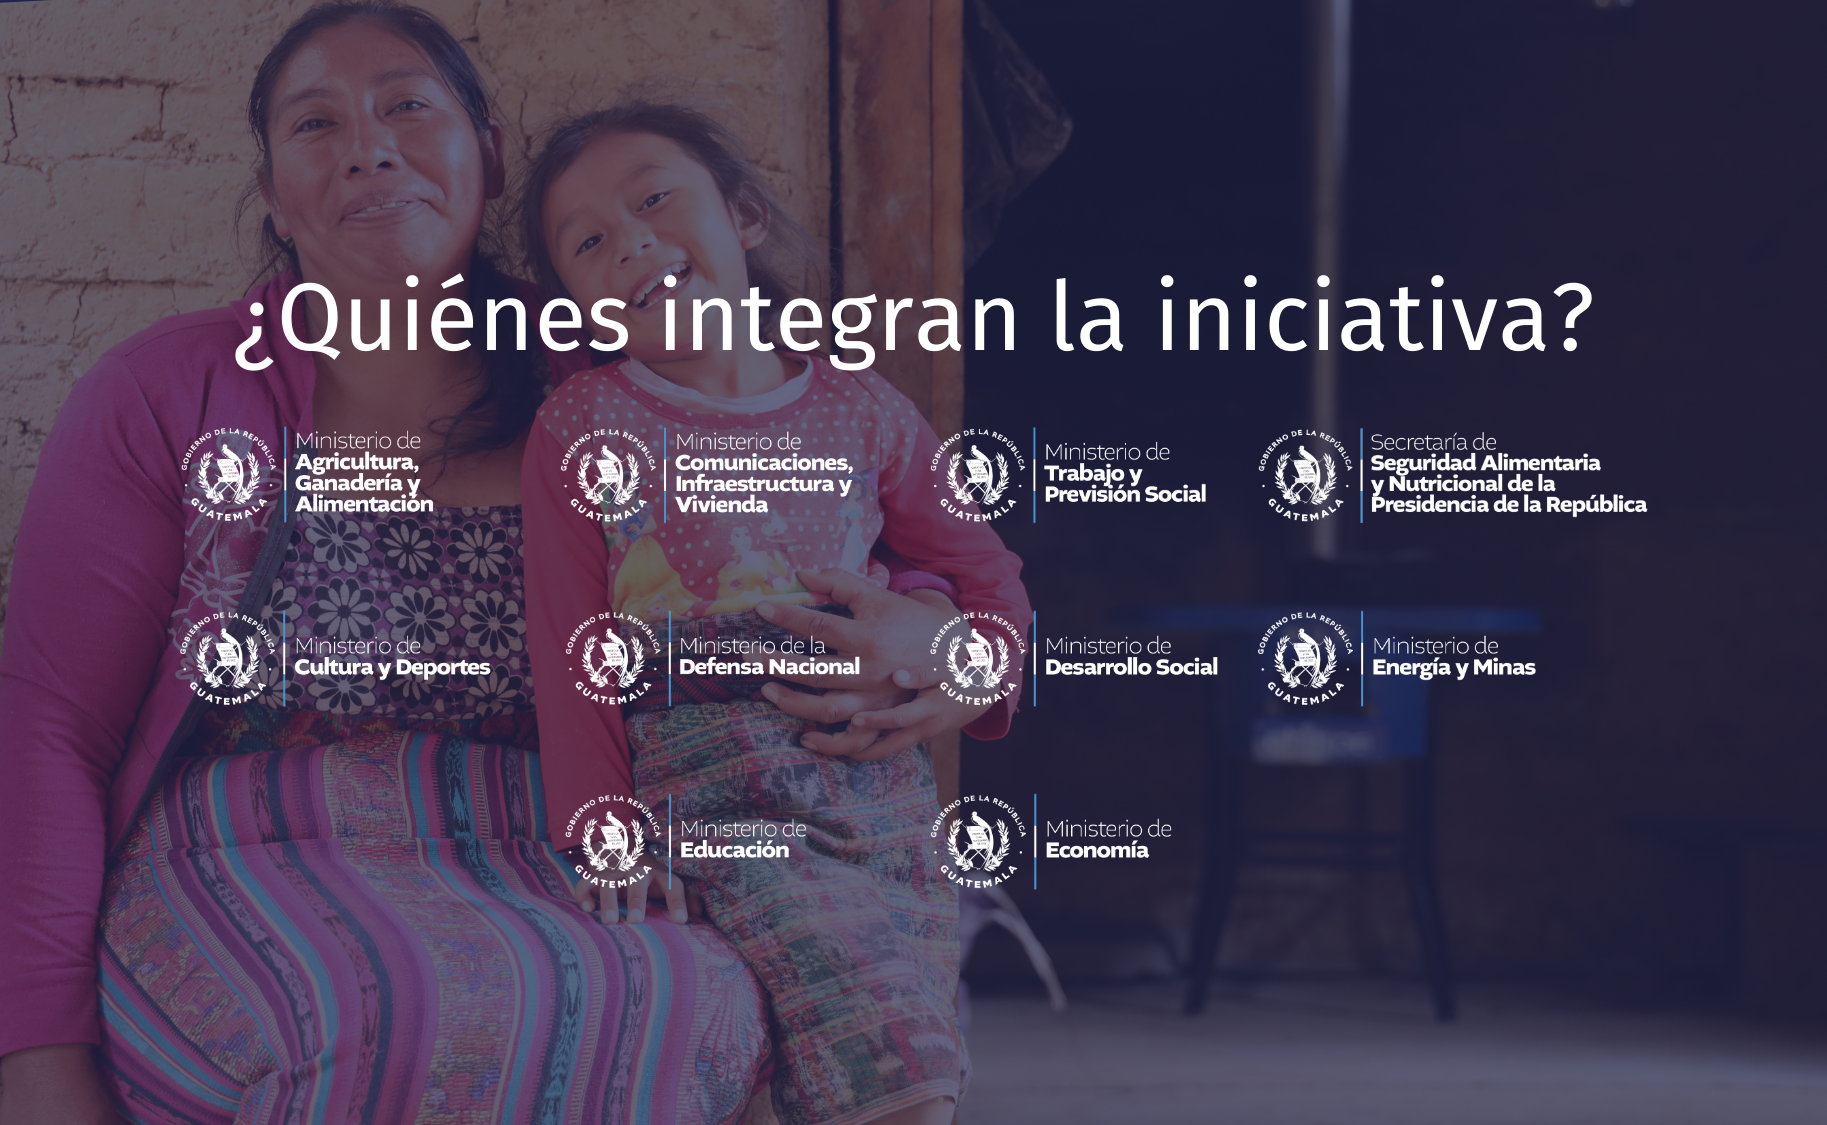 ¿Quiénes integran la iniciativa?
GOBIERNO DE LA REPÚBLICA
GUATEMALA
Ministerio de
Agricultura,
Ganadería y
Alimentación
GOBIERNO DE LA REPÚBLICA
GUATEMALA
Ministerio de
Comunicaciones,
Infraestructura y
Vivienda
GOBIERNO DE LA REPÚBLICA
GUATEMALA
Ministerio de
Trabajo y
Previsión Social
GOBIERNO DE LA REPÚBLICA
GUATEMALA
Secretaría de
Seguridad Alimentaria
y Nutricional de la
Presidencia de la República
GOBIERNO DE LA REPÚBLICA
GUATEMALA
Ministerio de
Cultura y Deportes
GOBIERNO DE LA REPÚBLICA
GUATEMALA
Ministerio de la
Defensa Nacional
GOBIERNO DE LA REPÚBLICA
GUATEMALA
Ministerio de
Desarrollo Social
GOBIERNO DE LA REPÚBLICA
GUATEMALA
Ministerio de
Energía y Minas
GOBIERNO DE LA REPÚBLICA
GUATEMALA
Ministerio de
Educación
GOBIERNO DE LA REPÚBLICA
GUATEMALA
Ministerio de
Economía